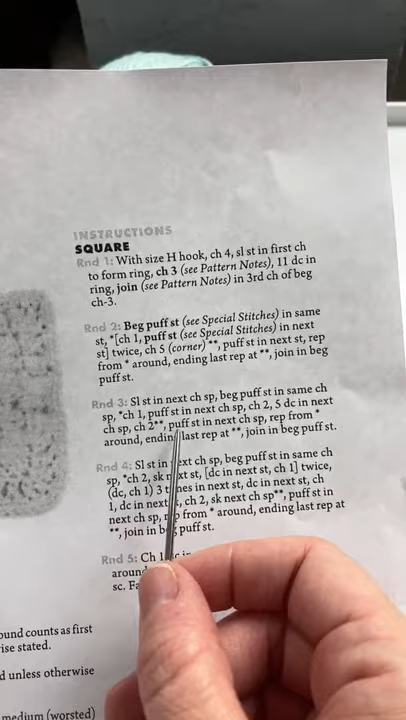 INSTRUCTIONS
SQUARE
Rnd 1: With size H hook, ch 4, sl st in first ch
to form ring, ch 3 (see Pattern Notes), 11 dc in
ring, join (see Pattern Notes) in 3rd ch of beg
ch-3.
Rnd 2: Beg puff st (see Special Stitches) in same
st, *[ch 1, puff st (see Special Stitches) in next
st] twice, ch 5 (corner)**, puff st in next st, rep
from * around, ending last rep at **, join in beg
puff st.
Rnd 3: Sl st in next ch sp, beg puff st in same ch
sp, *ch 1, puff st in next ch sp, ch 2, 5 dc in next
ch sp, ch 2**, puff st in next ch sp, rep from *
around, ending last rep at **, join in beg puff st.
Rnd 4: Sl st in next ch sp, beg puff st in same ch
sp, *ch 2, sk next st, [dc in next st, ch 1] twice,
(dc, ch 1) 3 times in next st, dc in next st, ch
1, dc in next st, ch 2, sk next ch sp**, puff st in
next ch sp, rep from * around, ending last rep at
**, join in beg puff st.
Rnd 5: Ch 1,
around
sc. Fa
ound counts as first
ise stated.
d unless otherwise
medium (worsted)